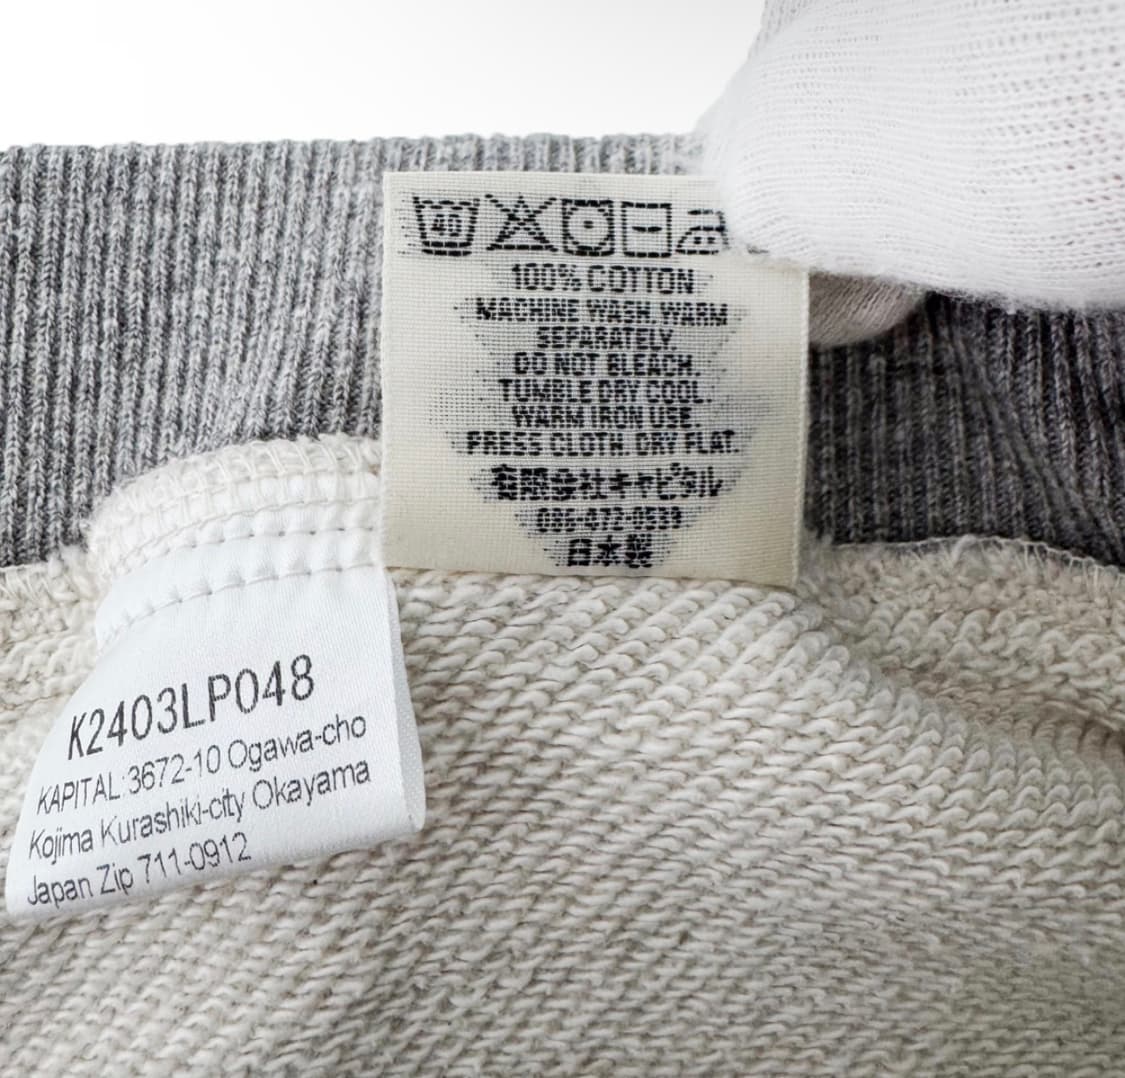 40
100% COTTON
MACHINE WASH, WARM
SEPARATELY.
DO NOT BLEACH.
TUMBLE DRY COOL.
WARM IRON USE.
PRESS CLOTH. DRY FLAT.
有限会社キャピタル
086-472-0539
日本製
K2403LP048
KAPITAL:3672-10 Ogawa-cho
Kojima Kurashiki-city Okayama
Japan Zip 711-0912